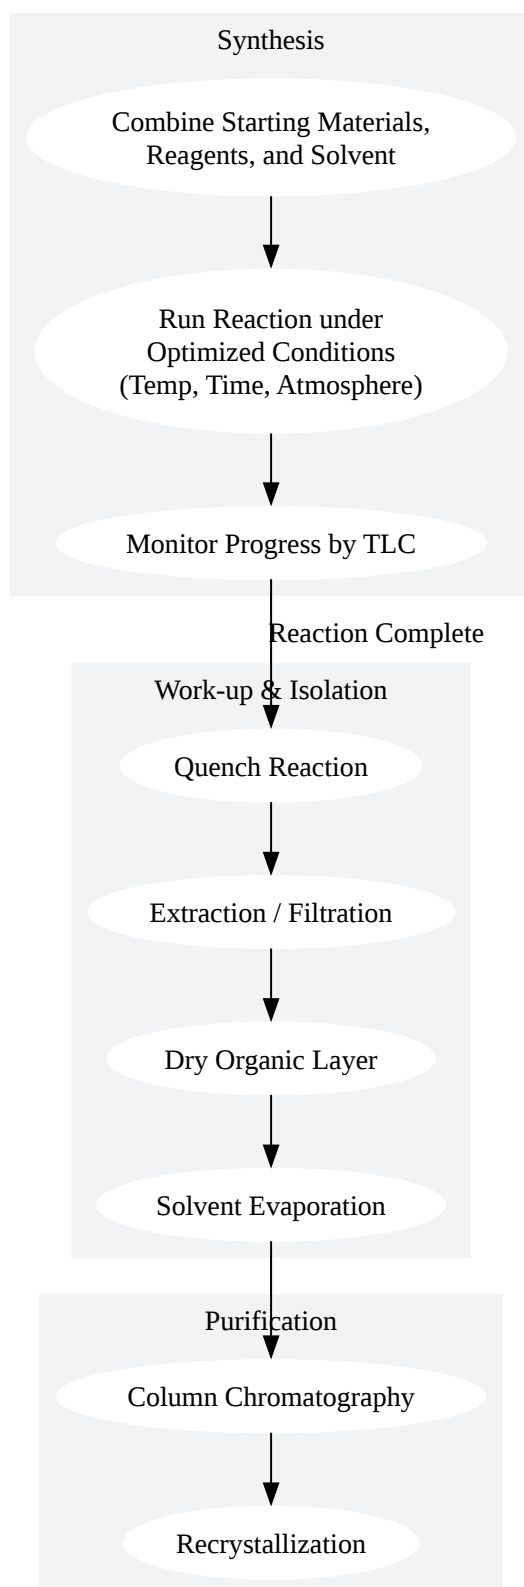 Synthesis
Combine Starting Materials,
Reagents, and Solvent
Run Reaction under
Optimized Conditions
(Temp, Time, Atmosphere)
Monitor Progress by TLC
Reaction Complete
Work-up & Isolation
Quench Reaction
Extraction / Filtration
Dry Organic Layer
Solvent Evaporation
Purification
Column Chromatography
Recrystallization